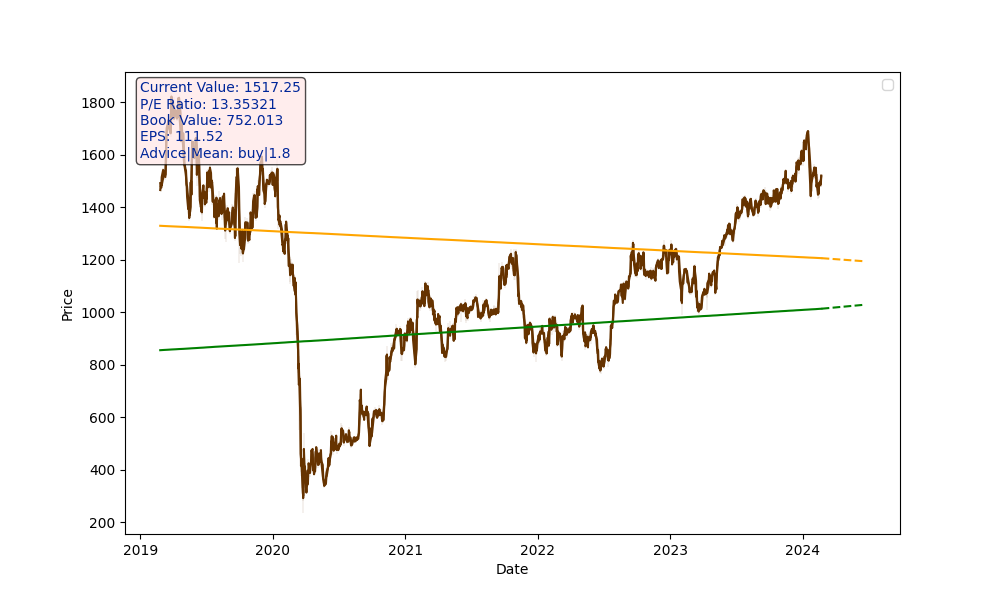 Current Value: 1517.25
P/E Ratio: 13.35321
Book Value: 752.013
EPS: 111.52
Advice|Mean: buy|1.8
1800
1600
1400
1200
1000
800
600
400
200
Price
2019 2020 2021 2022 2023 2024
Date